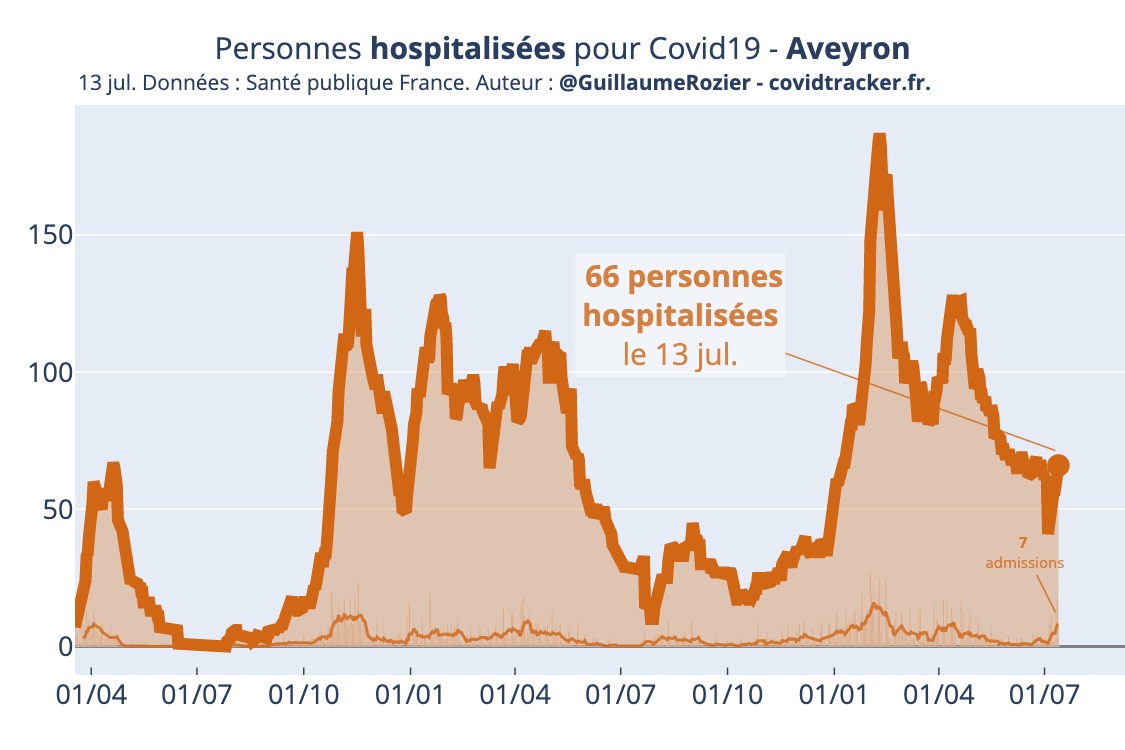 Personnes hospitalisées pour Covid19 - Aveyron
13 jul. Données : Santé publique France. Auteur : @GuillaumeRozier - covidtracker.fr.
150
100
50
0
66 personnes
hospitalisées
le 13 jul.
7
admissions
01/04 01/07 01/10 01/01 01/04 01/07 01/10 01/01 01/04 01/07